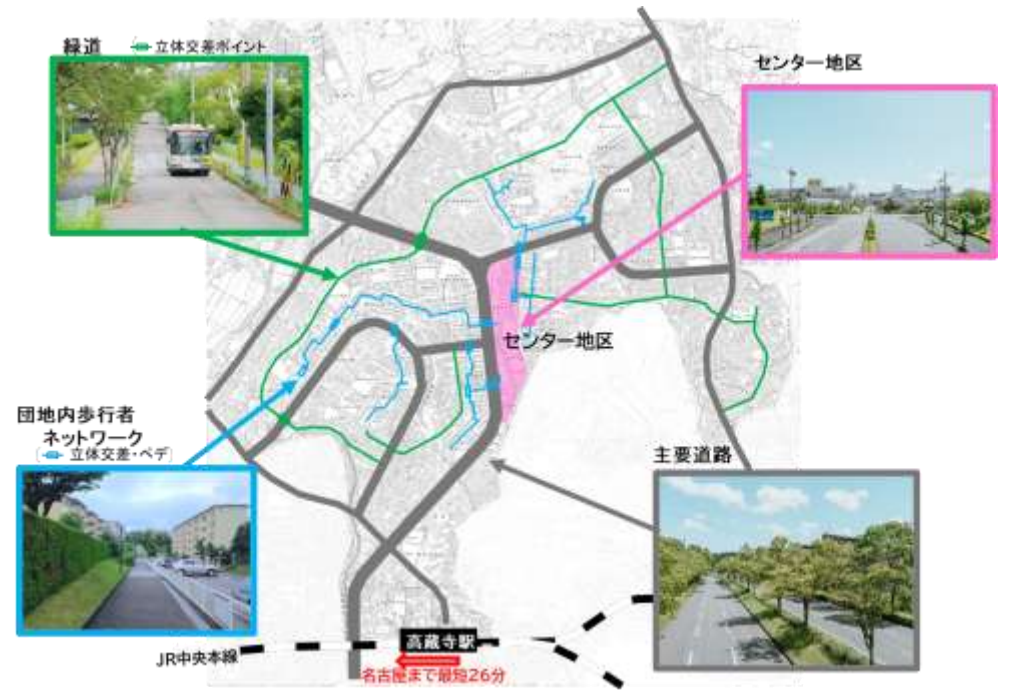 緑道
立体交差ポイント
センター地区
センター地区
団地内歩行者
ネットワーク
( 立体交差・ペデ)
主要道路
高蔵寺駅
JR中央本線
名古屋まで最短26分